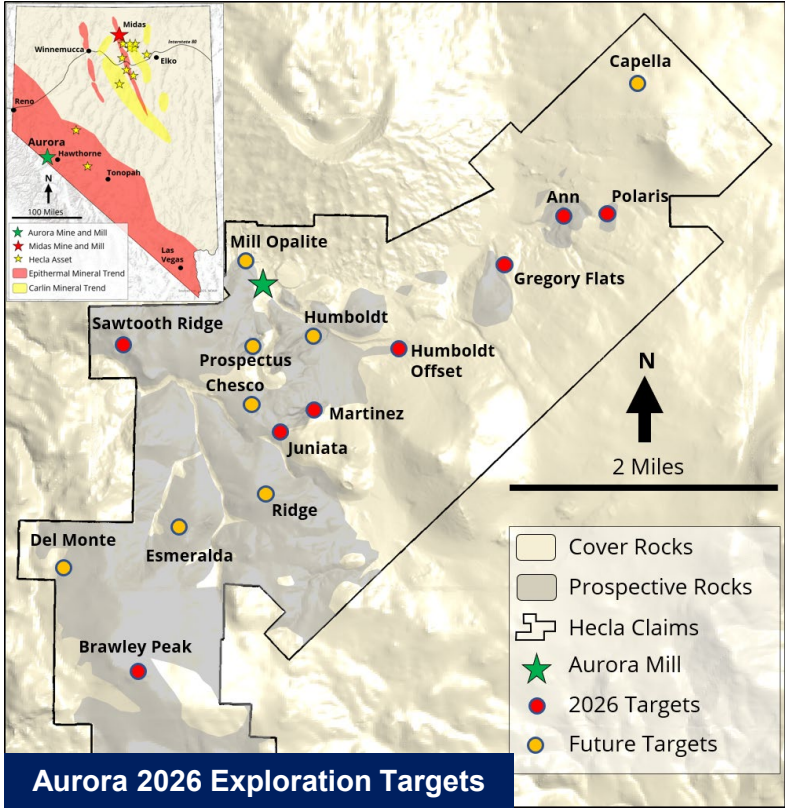 Midas
Winnemucca
Interstate 80
Elko
Reno
Aurora
Hawthorne
Tonopah
N
100 Miles
Las
Vegas
Aurora Mine and Mill
Midas Mine and Mill
Hecla Asset
Epithermal Mineral Trend
Carlin Mineral Trend
Capella
Ann
Polaris
Mill Opalite
Gregory Flats
Sawtooth Ridge
Humboldt
Prospectus
Humboldt
Offset
Chesco
Martinez
Juniata
Ridge
Esmeralda
Del Monte
Brawley Peak
N
2 Miles
Cover Rocks
Prospective Rocks
Hecla Claims
Aurora Mill
2026 Targets
Future Targets
Aurora 2026 Exploration Targets